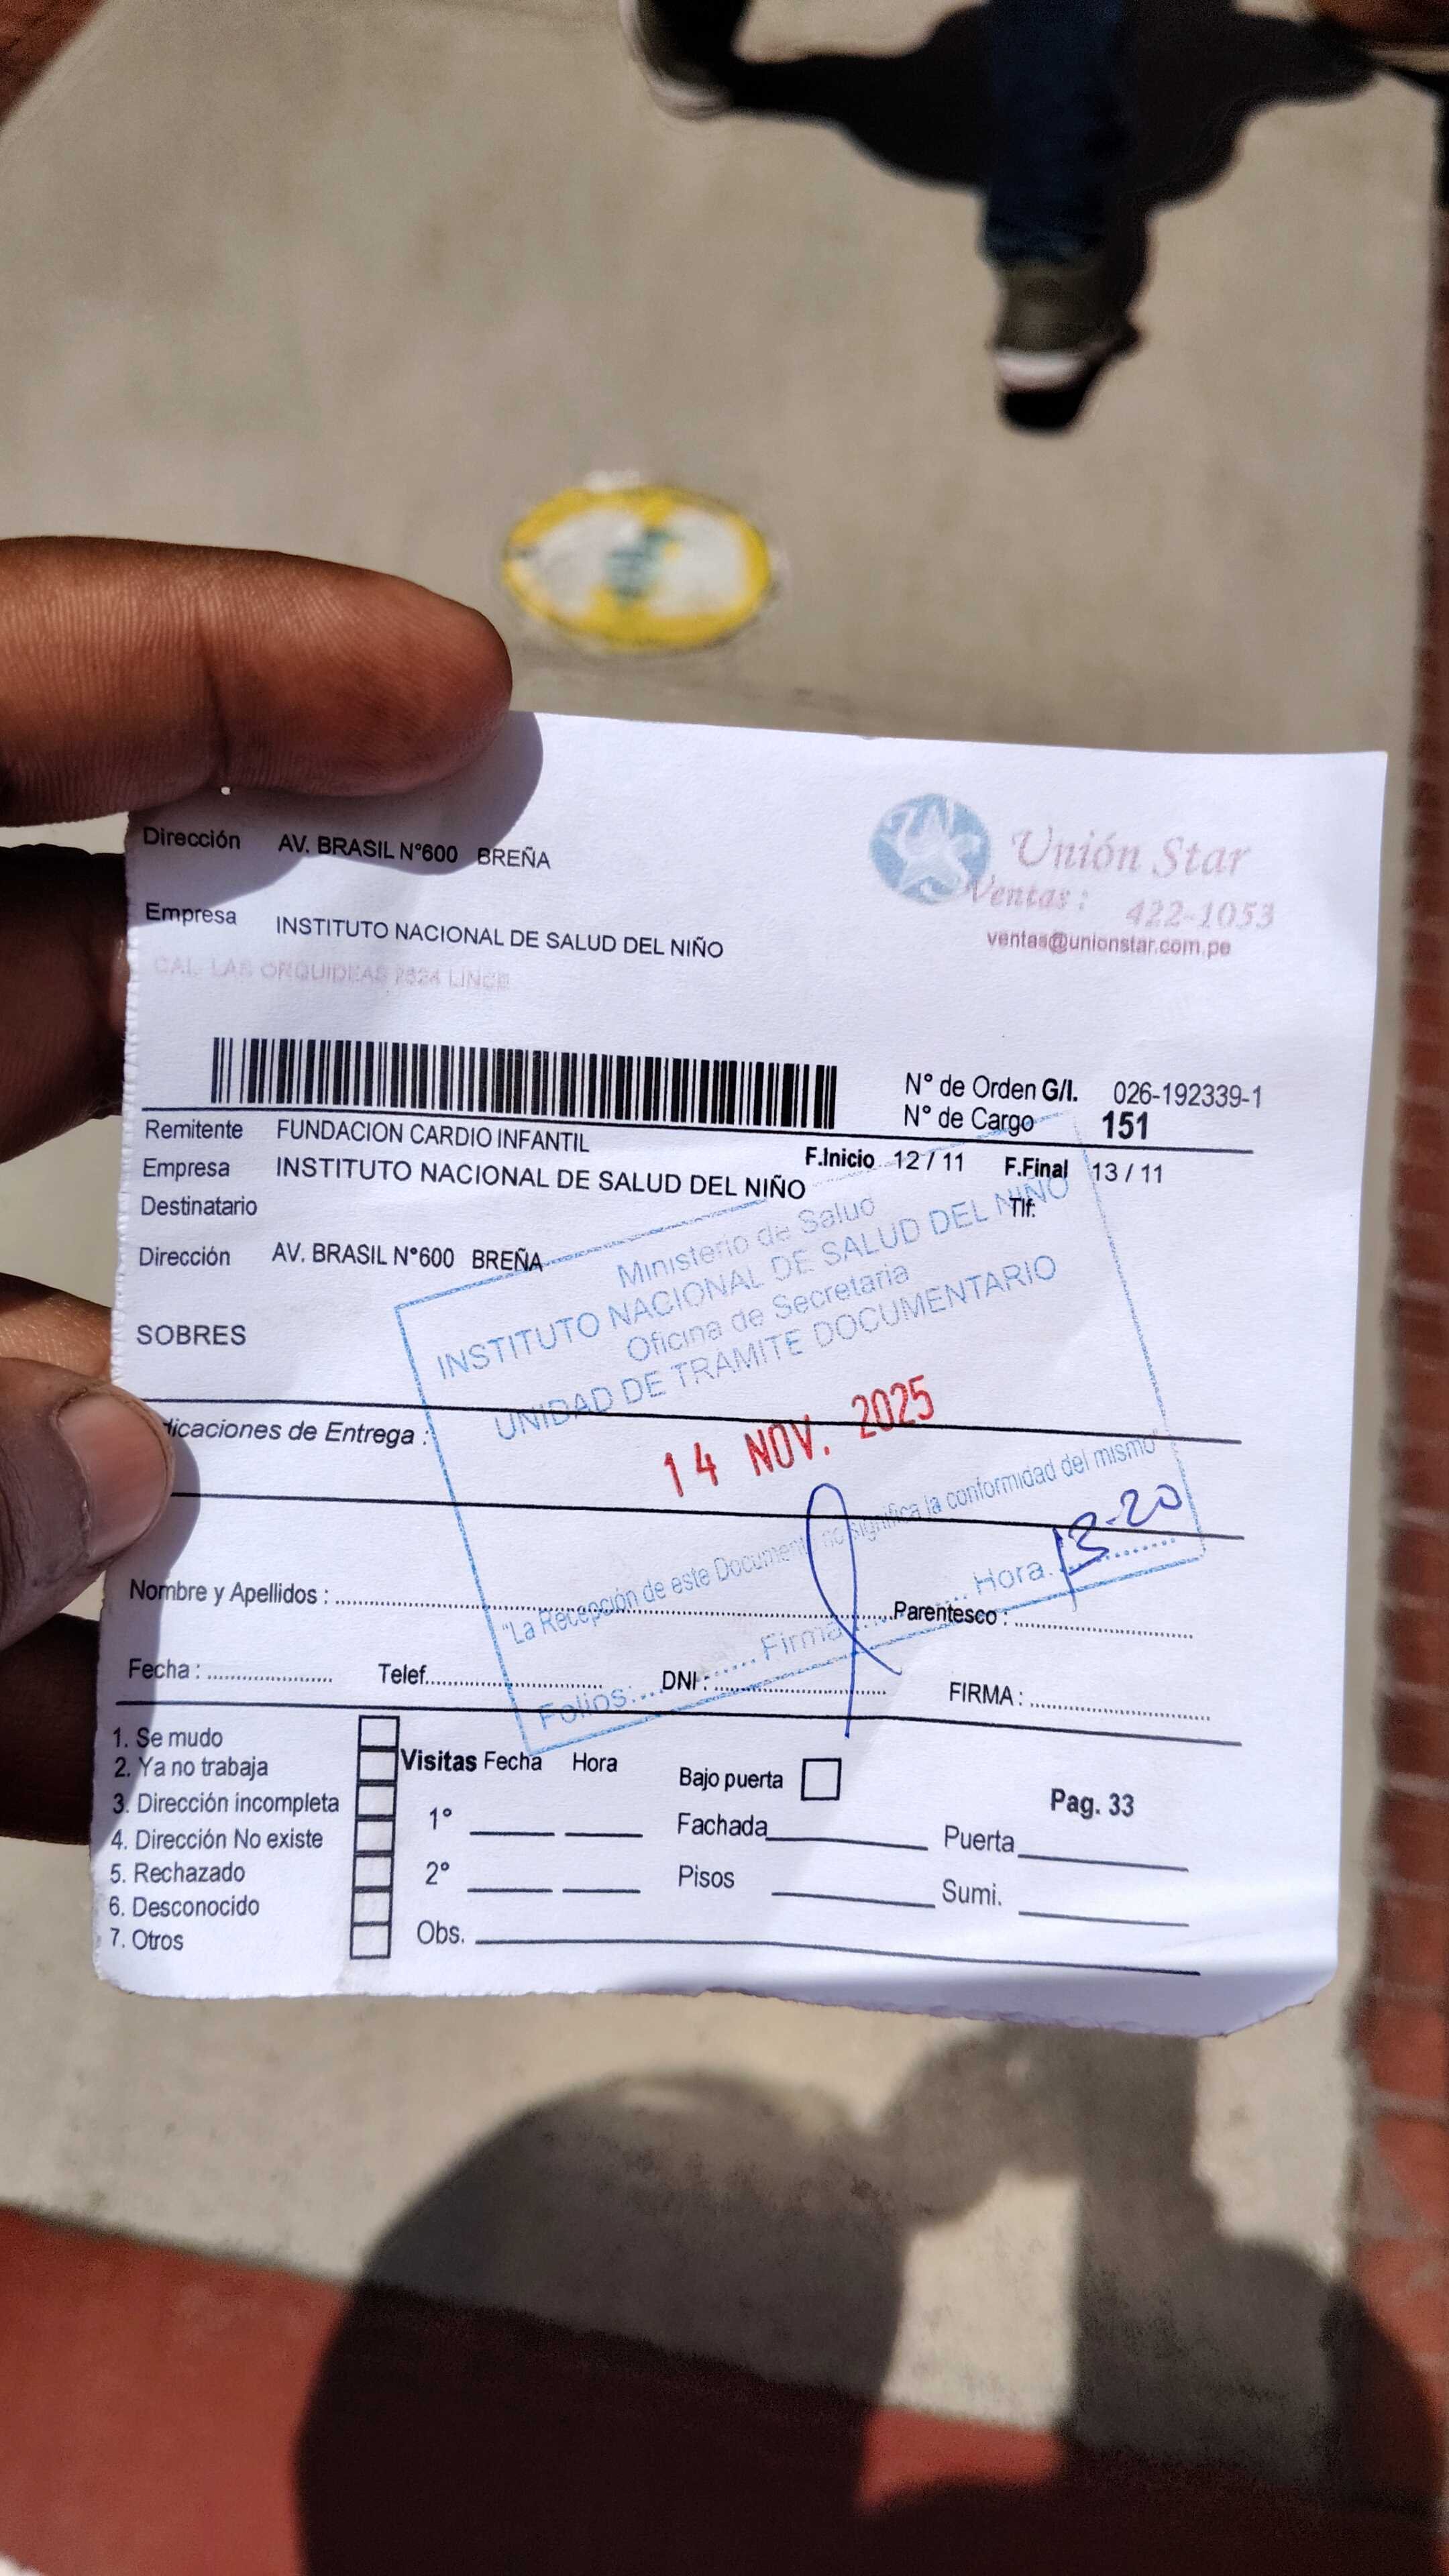 Dirección AV. BRASIL N°600 BREÑA
Unión Star
Ventas : 422-1053
ventas@unionstar.com.pe
Empresa INSTITUTO NACIONAL DE SALUD DEL NIÑO
CAL. LAS ORQUIDEAS 2624 LINCE
N° de Orden G/I. 026-192339-1
N° de Cargo 151
Remitente FUNDACION CARDIO INFANTIL
F.Inicio 12 / 11 F.Final 13 / 11
Empresa INSTITUTO NACIONAL DE SALUD DEL NIÑO
Destinatario Tlf:
Dirección AV. BRASIL N°600 BREÑA
SOBRES
Ministerio de Salud
INSTITUTO NACIONAL DE SALUD DEL NIÑO
Oficina de Secretaria
UNIDAD DE TRAMITE DOCUMENTARIO
14 NOV. 2025
"La Recepción de este Documento no significa la conformidad del mismo"
Folios:........ Firma............ Hora. 13-20
dicaciones de Entrega :
Nombre y Apellidos : Parentesco :
Fecha : Telef. DNI : FIRMA :
1. Se mudo
2. Ya no trabaja
3. Dirección incompleta
4. Dirección No existe
5. Rechazado
6. Desconocido
7. Otros
Visitas Fecha Hora
1°
2°
Obs.
Bajo puerta
Fachada
Pisos
Pag. 33
Puerta
Sumi.